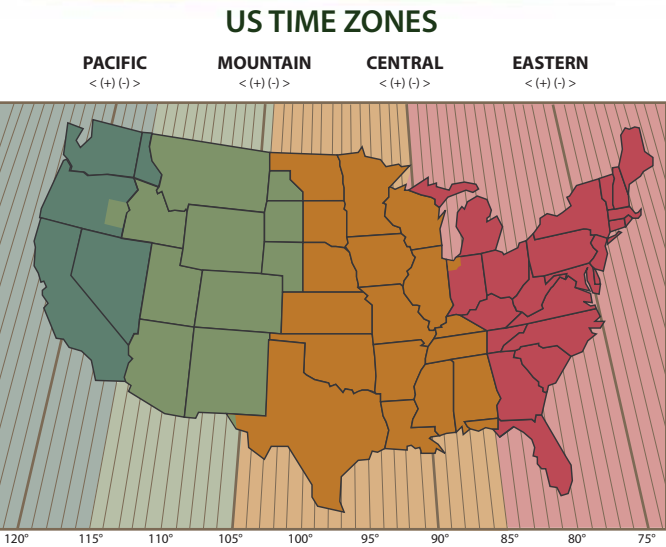 US TIME ZONES
PACIFIC MOUNTAIN CENTRAL EASTERN
< (+) (-) > < (+) (-) > < (+) (-) > < (+) (-) >
120° 115° 110° 105° 100° 95° 90° 85° 80° 75°